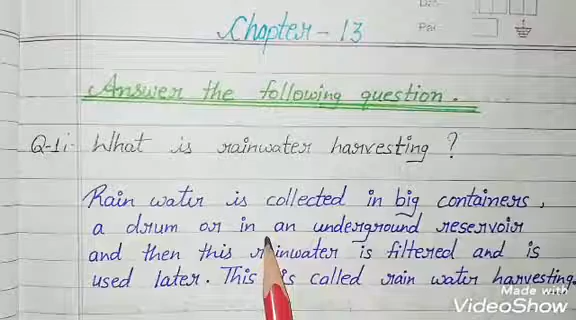 Chapter - 13
Answer the following question.
Q-1:- What is rainwater harvesting?
Rain water is collected in big containers,
a drum or in an underground reservoir
and then this rainwater is filtered and is
used later. This is called rain water harvesting.
Made with
VideoShow